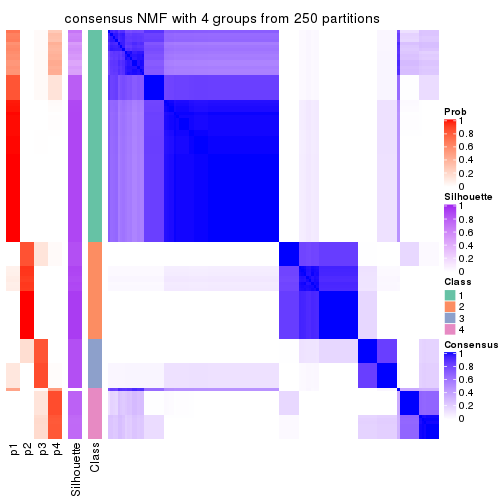 consensus NMF with 4 groups from 250 partitions
Prob
1
0.8
0.6
0.4
0.2
0
Silhouette
1
0.8
0.6
0.4
0.2
0
Class
1
2
3
4
Consensus
1
0.8
0.6
0.4
0.2
0
p1
p2
p3
p4
Silhouette
Class